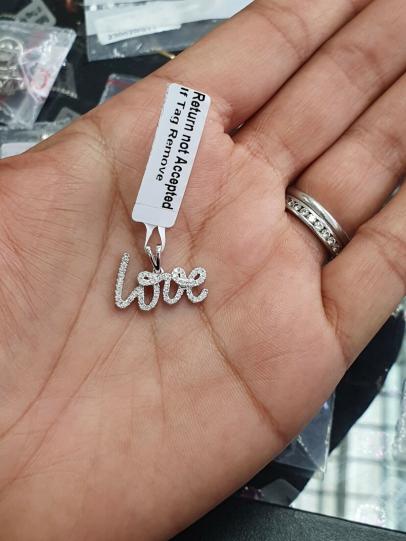 Return not Accepted
If Tag Remove
love